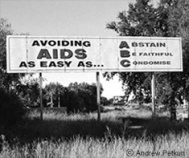 AVOIDING
AIDS
AS EASY AS...
A ABSTAIN
B BE FAITHFUL
C CONDOMISE
© Andrew Petkun